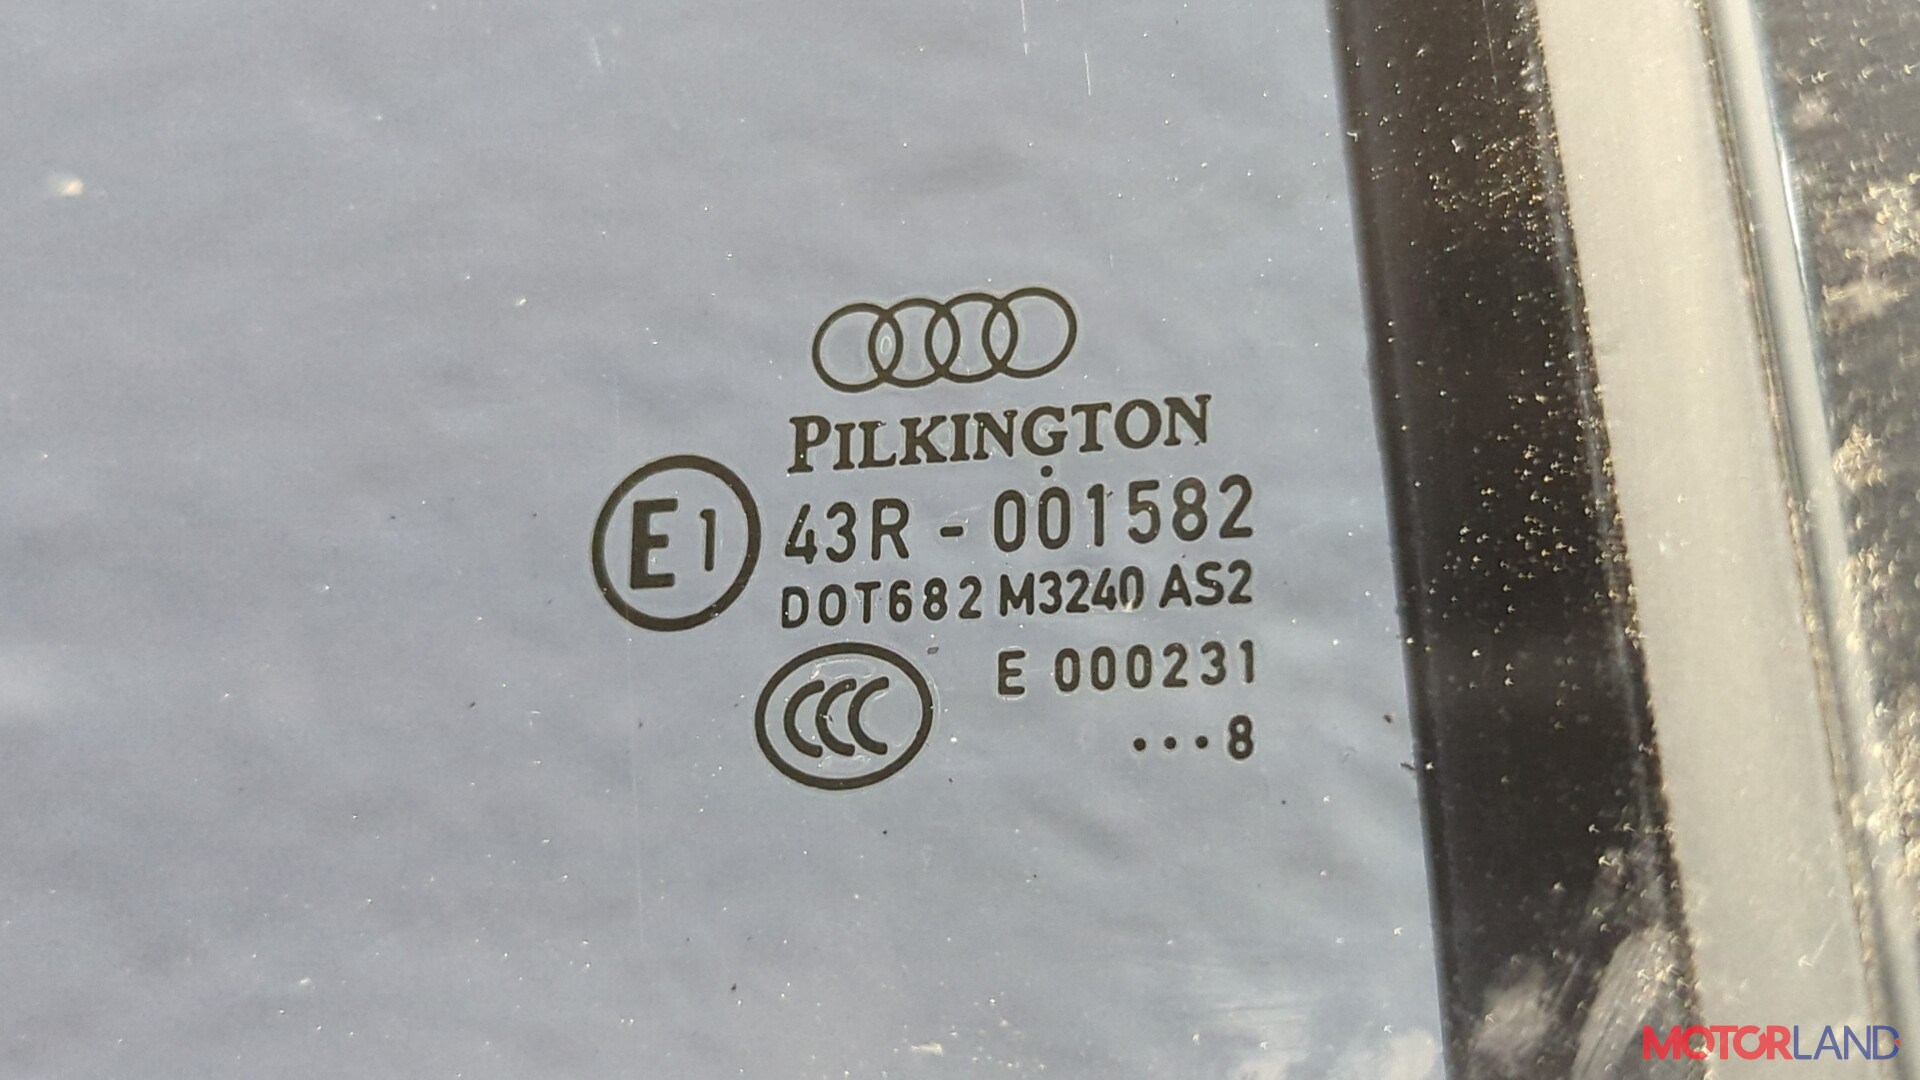 PILKINGTON
E1
43R - 001582
DOT682 M3240 AS2
CCC
E 000231
...8
MOTORLAND